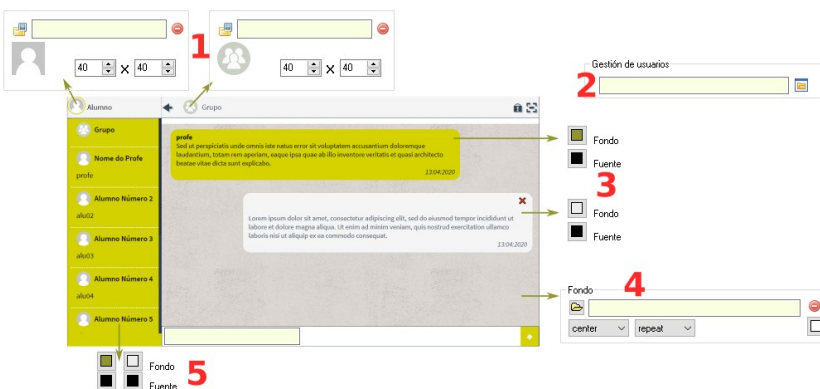 1
40 X 40
40 X 40
Gestión de usuarios
2
Alumno
Grupo
Grupo
Nome do Profe
profe
Alumno Número 2
alu02
Alumno Número 3
alu03
Alumno Número 4
alu04
Alumno Número 5
profe
Sed ut perspiciatis unde omnis iste natus error sit voluptatem accusantium doloremque
laudantium, totam rem aperiam, eaque ipsa quae ab illo inventore veritatis et quasi architecto
beatae vitae dicta sunt explicabo.
13:04:2020
Lorem ipsum dolor sit amet, consectetur adipiscing elit, sed do eiusmod tempor incididunt ut
labore et dolore magna aliqua. Ut enim ad minim veniam, quis nostrud exercitation ullamco
laboris nisi ut aliquip ex ea commodo consequat.
13:04:2020
Fondo
Fuente
3
Fondo
Fuente
Fondo
4
center
repeat
Fondo
Fuente
5